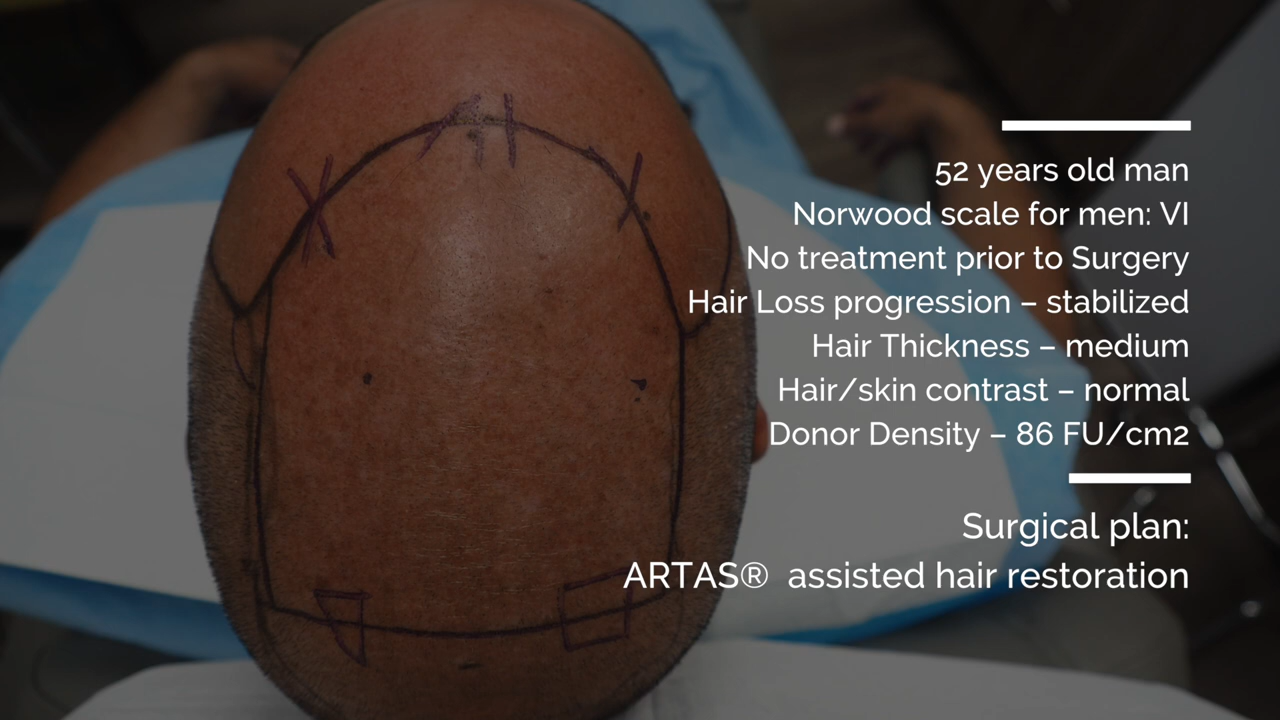 52 years old man
Norwood scale for men: VI
No treatment prior to Surgery
Hair Loss progression – stabilized
Hair Thickness – medium
Hair/skin contrast – normal
Donor Density – 86 FU/cm2
Surgical plan:
ARTAS® assisted hair restoration